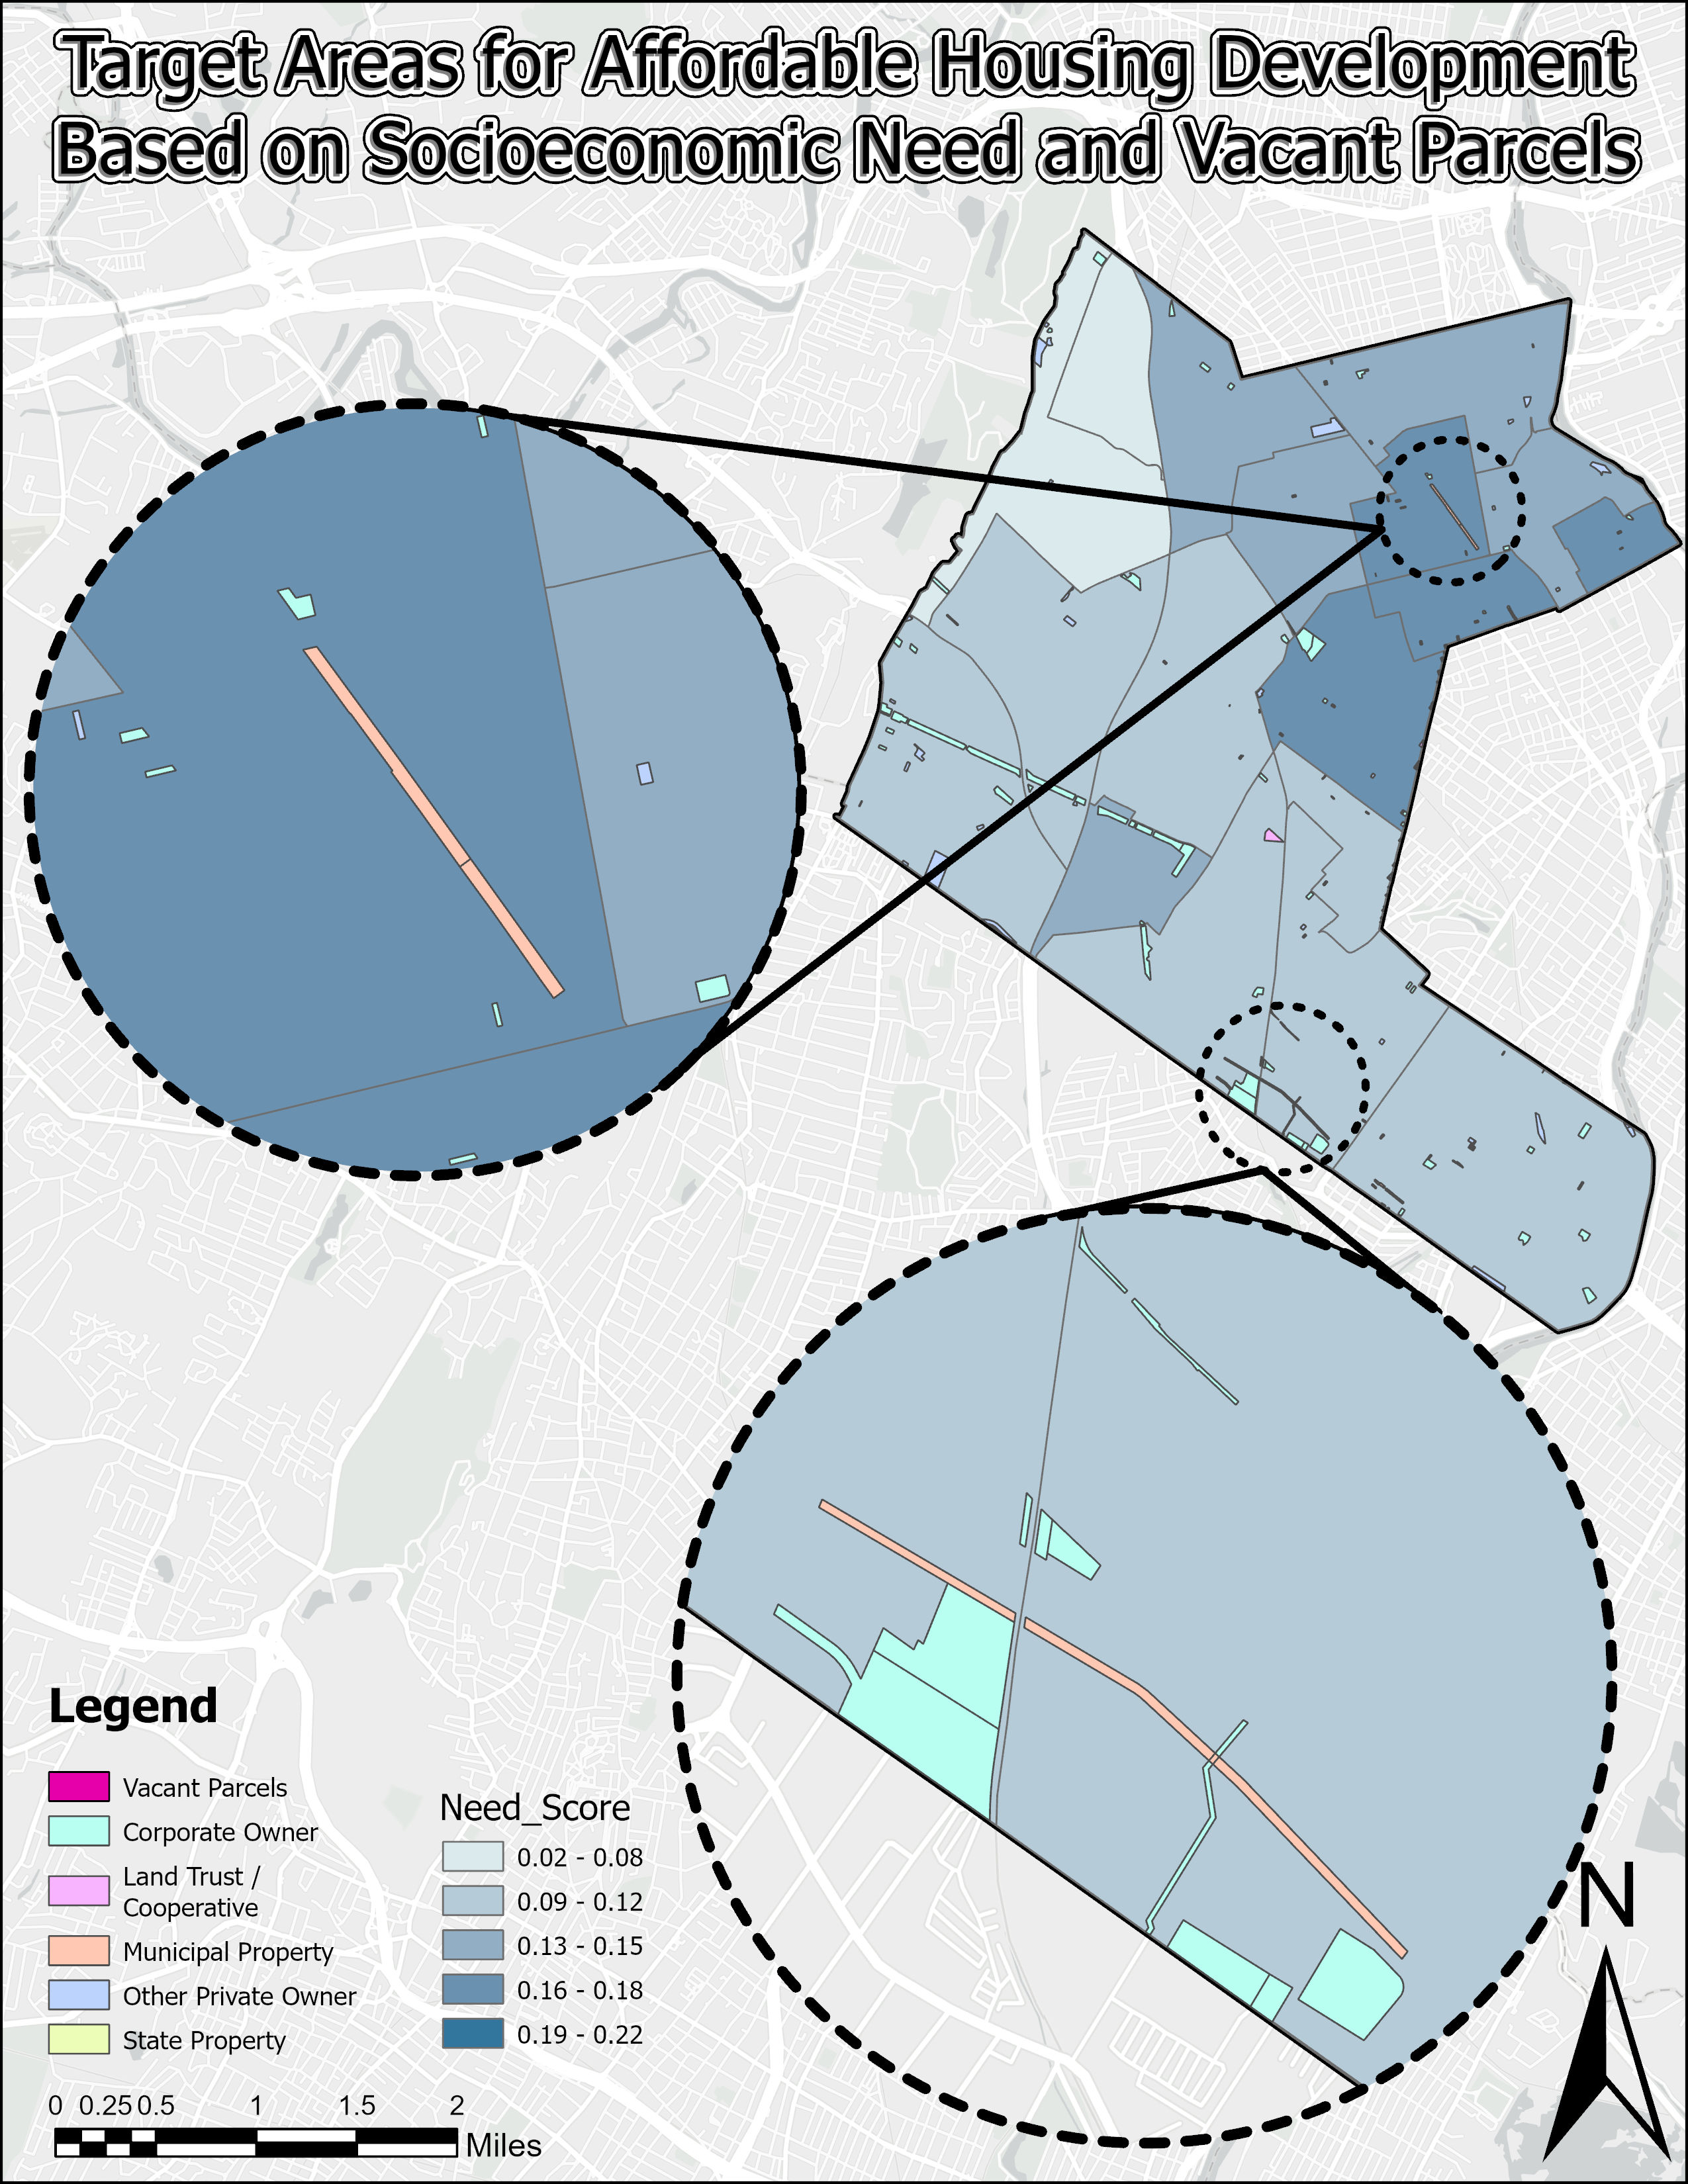 Target Areas for Affordable Housing Development
Based on Socioeconomic Need and Vacant Parcels
Legend
Vacant Parcels
Corporate Owner
Land Trust /
Cooperative
Municipal Property
Other Private Owner
State Property
Need_Score
0.02 - 0.08
0.09 - 0.12
0.13 - 0.15
0.16 - 0.18
0.19 - 0.22
0 0.25 0.5 1 1.5 2
Miles
N